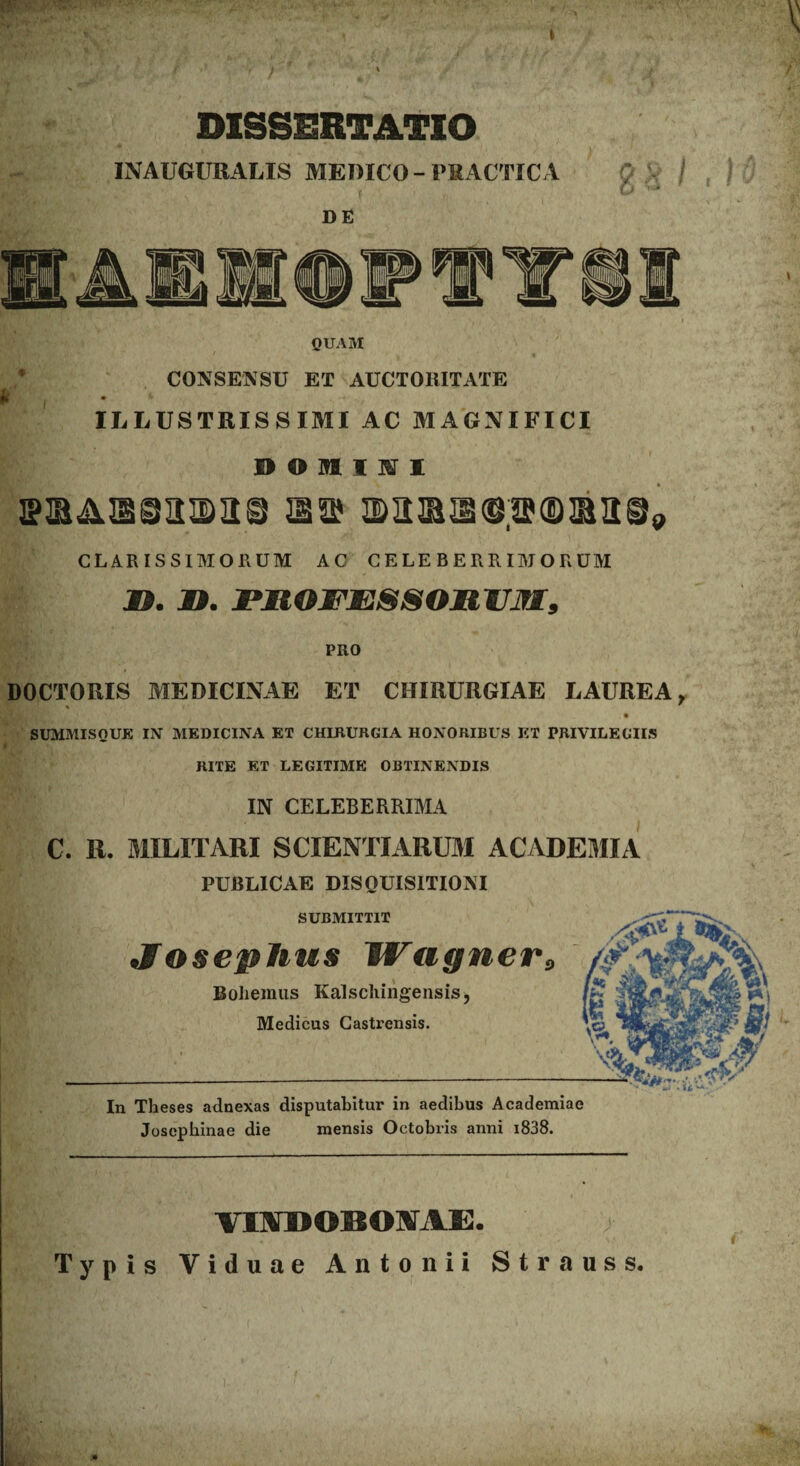 DISSERTATIO
INAUGURALIS MEDICO-PRACTICA
DE
HAEMOPTYSI
QUAM
CONSENSU ET AUCTORITATE
ILLUSTRISSIMI AC MAGNIFICI
DOMINI
PRAESIDIS ET DIRECTORIS,
CLARISSIMORUM AC CELEBERRIMORUM
D. D. PROFESSORUM,
PRO
DOCTORIS MEDICINAE ET CHIRURGIAE LAUREA,
SUMMISQUE IN MEDICINA ET CHIRURGIA HONORIBUS ET PRIVILEGIIS
RITE ET LEGITIME OBTINENDIS
IN CELEBERRIMA
C. R. MILITARI SCIENTIARUM ACADEMIA
PUBLICAE DISQUISITIONI
SUBMITTIT
Josephus Wagner,
Bohemus Kalschingensis,
Medicus Castrensis.
In Theses adnexas disputabitur in aedibus Academiae
Josephinae die mensis Octobris anni 1838.
VINDOBONAE.
Typis Viduae Antonii Strauss.